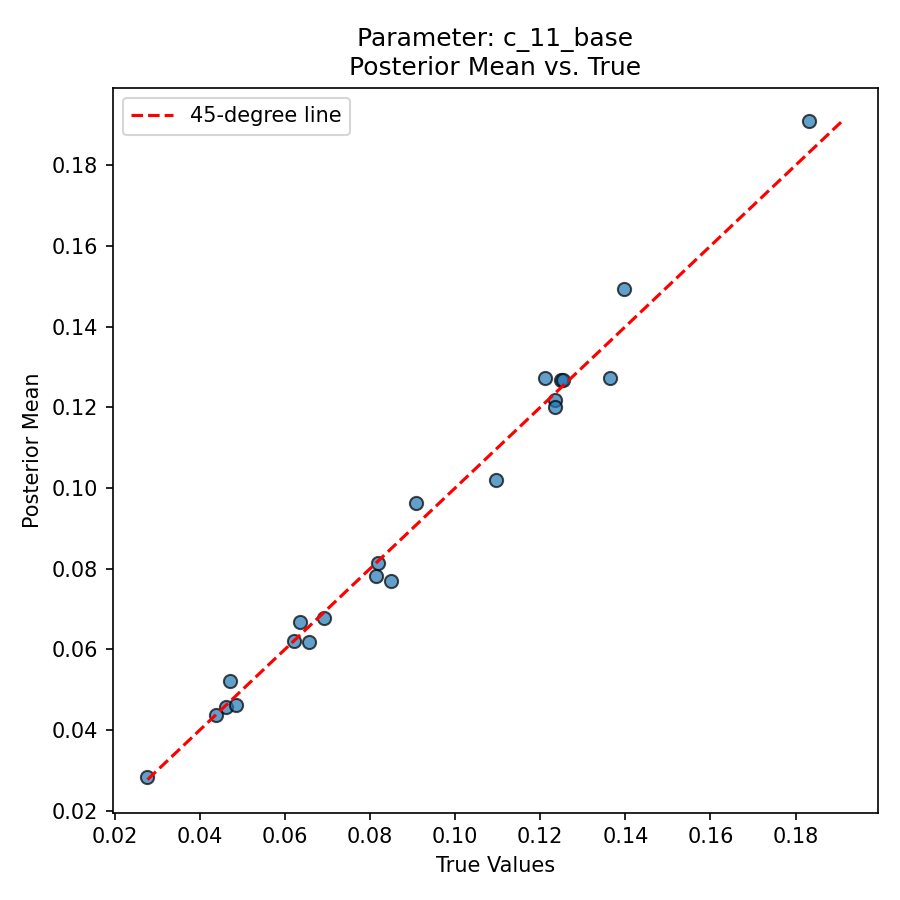 Parameter: c_11_base
Posterior Mean vs. True
45-degree line
0.18
0.16
0.14
0.12
0.10
0.08
0.06
0.04
0.02
Posterior Mean
0.02 0.04 0.06 0.08 0.10 0.12 0.14 0.16 0.18
True Values